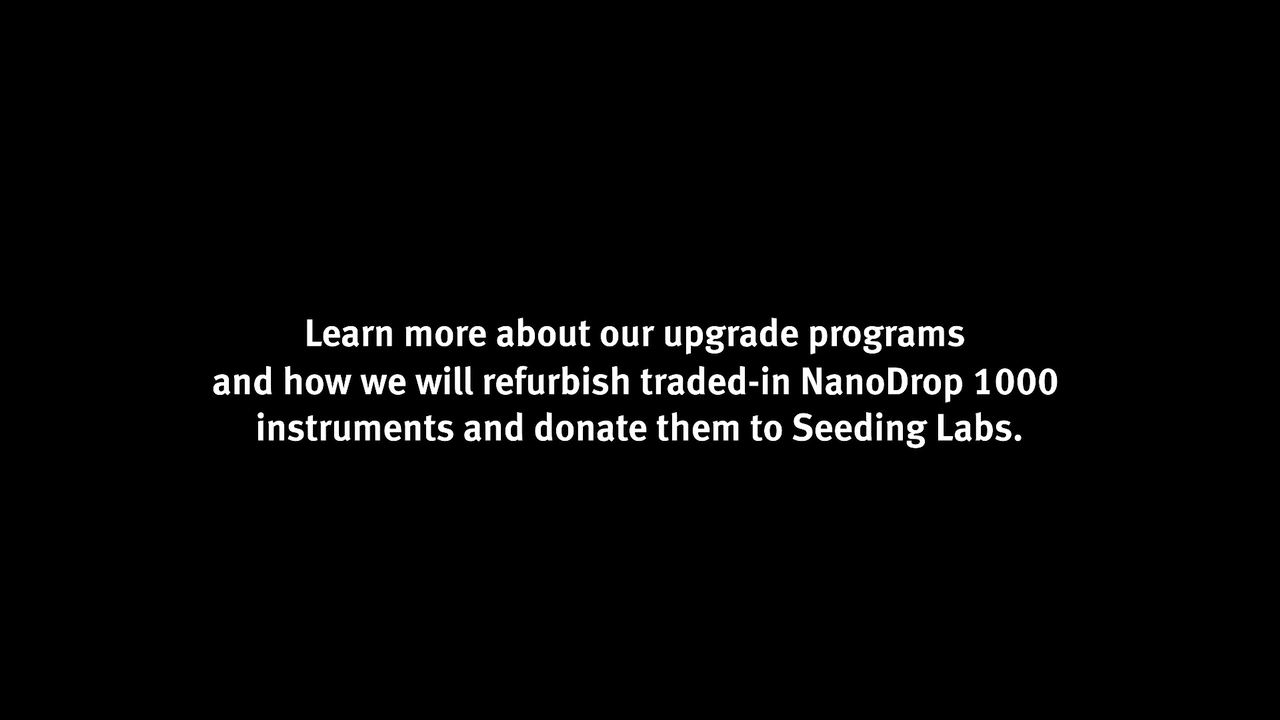 Learn more about our upgrade programs
and how we will refurbish traded-in NanoDrop 1000
instruments and donate them to Seeding Labs.